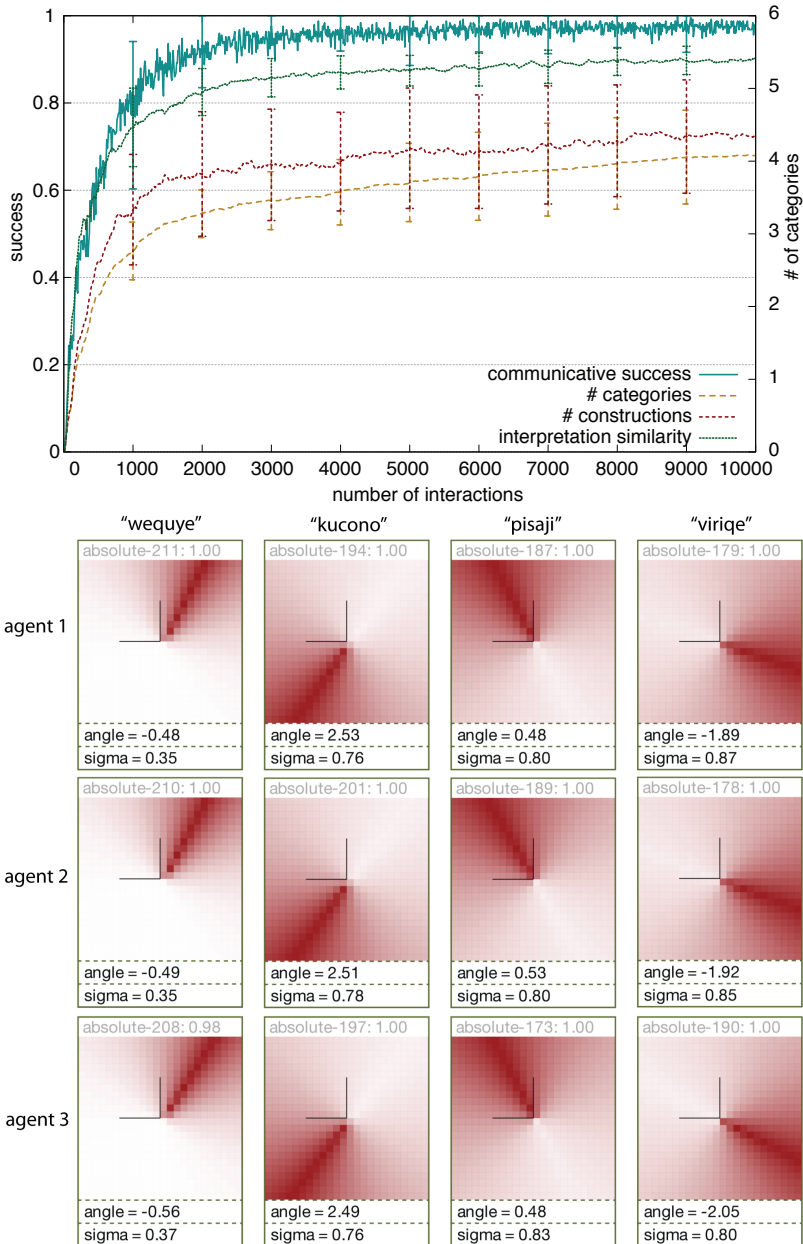 1
0.8
0.6
0.4
0.2
0
success
6
5
4
3
2
1
0
# of categories
communicative success
# categories
# constructions
interpretation similarity
0 1000 2000 3000 4000 5000 6000 7000 8000 9000 10000
number of interactions
“wequye” “kucono” “pisaji” “viriqe”
agent 1
absolute-211: 1.00 absolute-194: 1.00 absolute-187: 1.00 absolute-179: 1.00
angle = -0.48 angle = 2.53 angle = 0.48 angle = -1.89
sigma = 0.35 sigma = 0.76 sigma = 0.80 sigma = 0.87
agent 2
absolute-210: 1.00 absolute-201: 1.00 absolute-189: 1.00 absolute-178: 1.00
angle = -0.49 angle = 2.51 angle = 0.53 angle = -1.92
sigma = 0.35 sigma = 0.78 sigma = 0.80 sigma = 0.85
agent 3
absolute-208: 0.98 absolute-197: 1.00 absolute-173: 1.00 absolute-190: 1.00
angle = -0.56 angle = 2.49 angle = 0.48 angle = -2.05
sigma = 0.37 sigma = 0.76 sigma = 0.83 sigma = 0.80